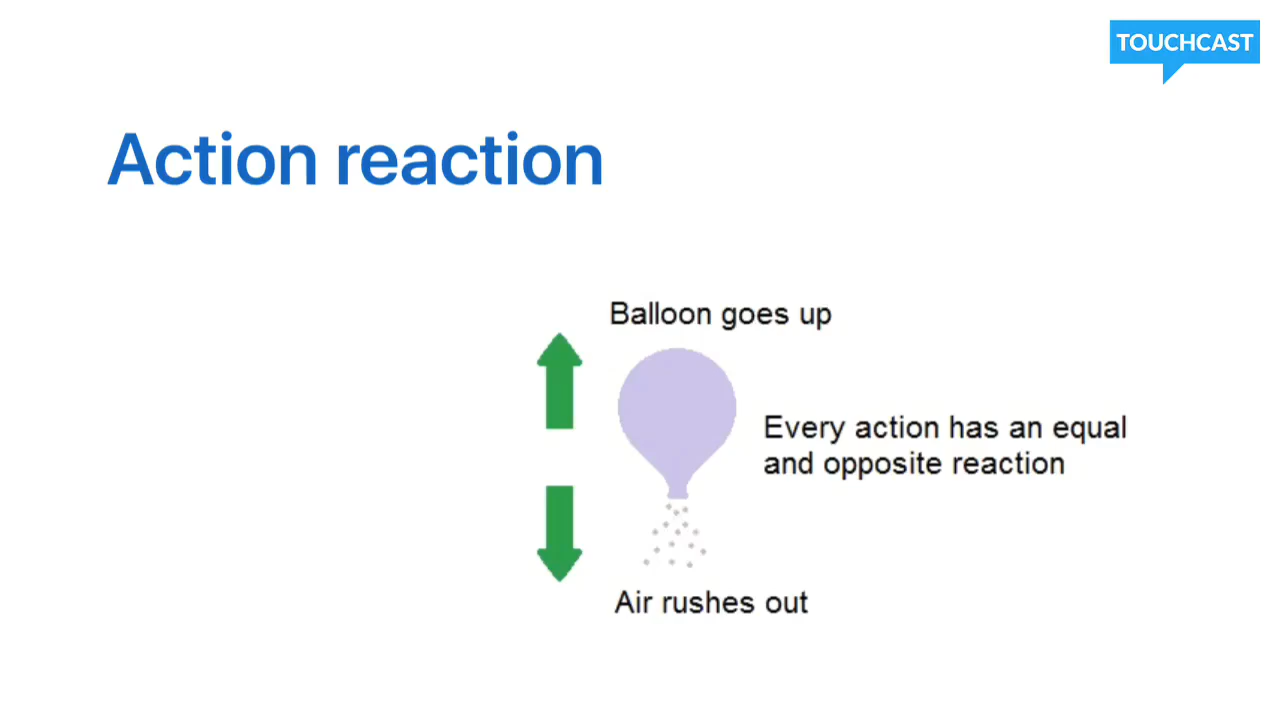 TOUCHCAST
Action reaction
Balloon goes up
Every action has an equal
and opposite reaction
Air rushes out